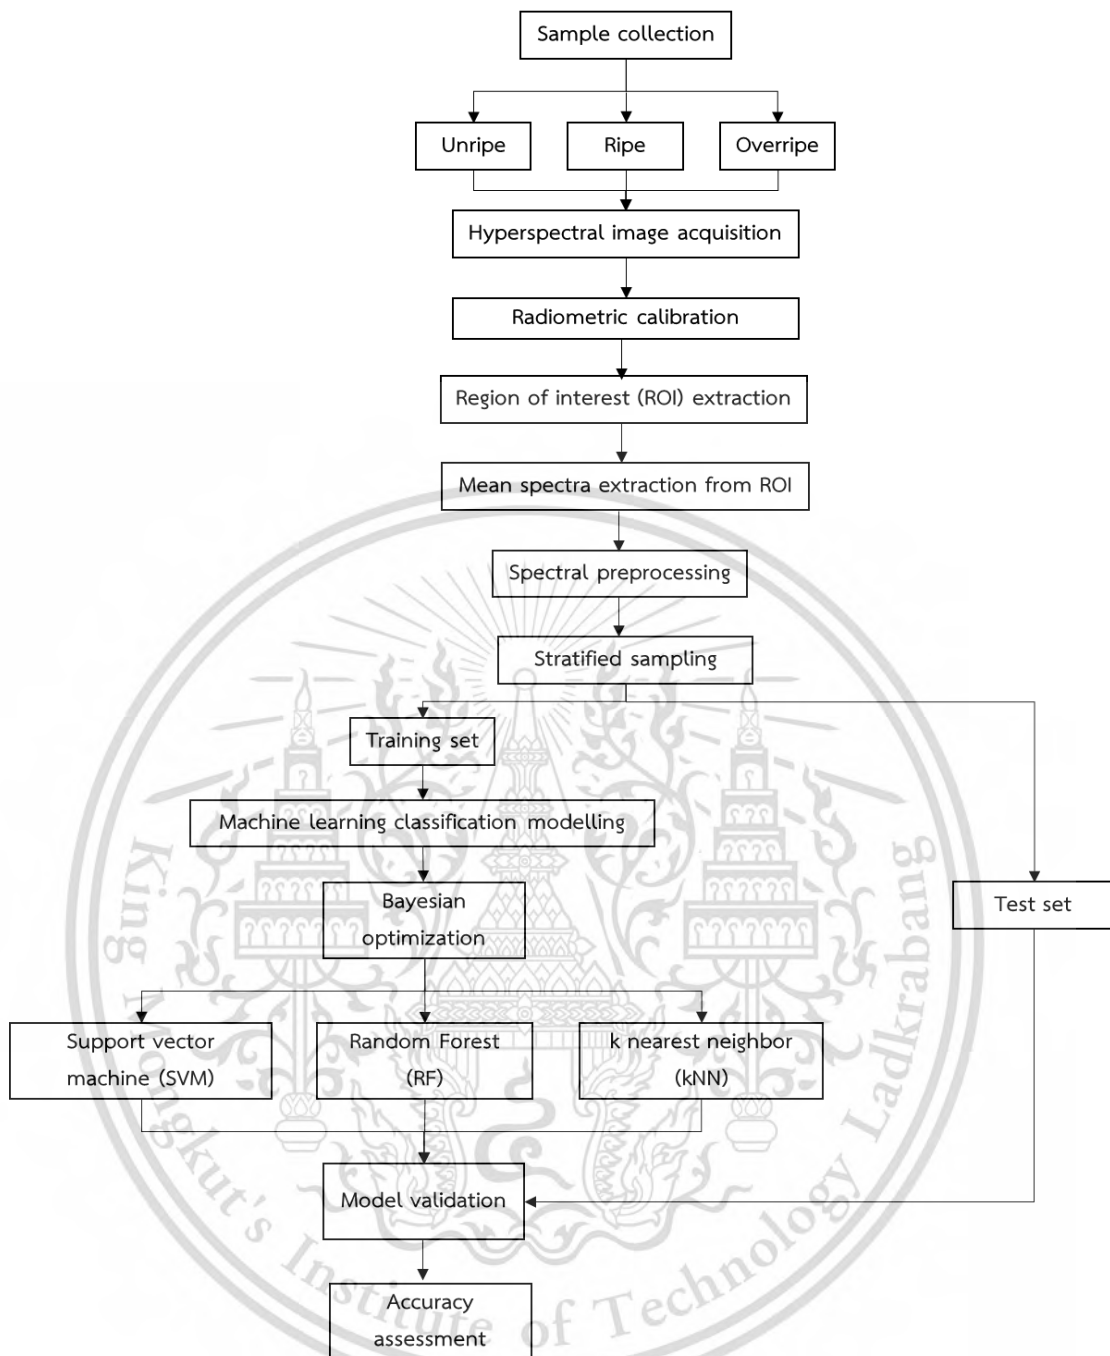 Sample collection
Unripe
Ripe
Overripe
Hyperspectral image acquisition
Radiometric calibration
Region of interest (ROI) extraction
Mean spectra extraction from ROI
Spectral preprocessing
Stratified sampling
Training set
Machine learning classification modelling
Bayesian
optimization
Test set
Support vector
machine (SVM)
Random Forest
(RF)
k nearest neighbor
(kNN)
Model validation
Accuracy
assessment
King Mongkut's Institute of Technology Ladkrabang